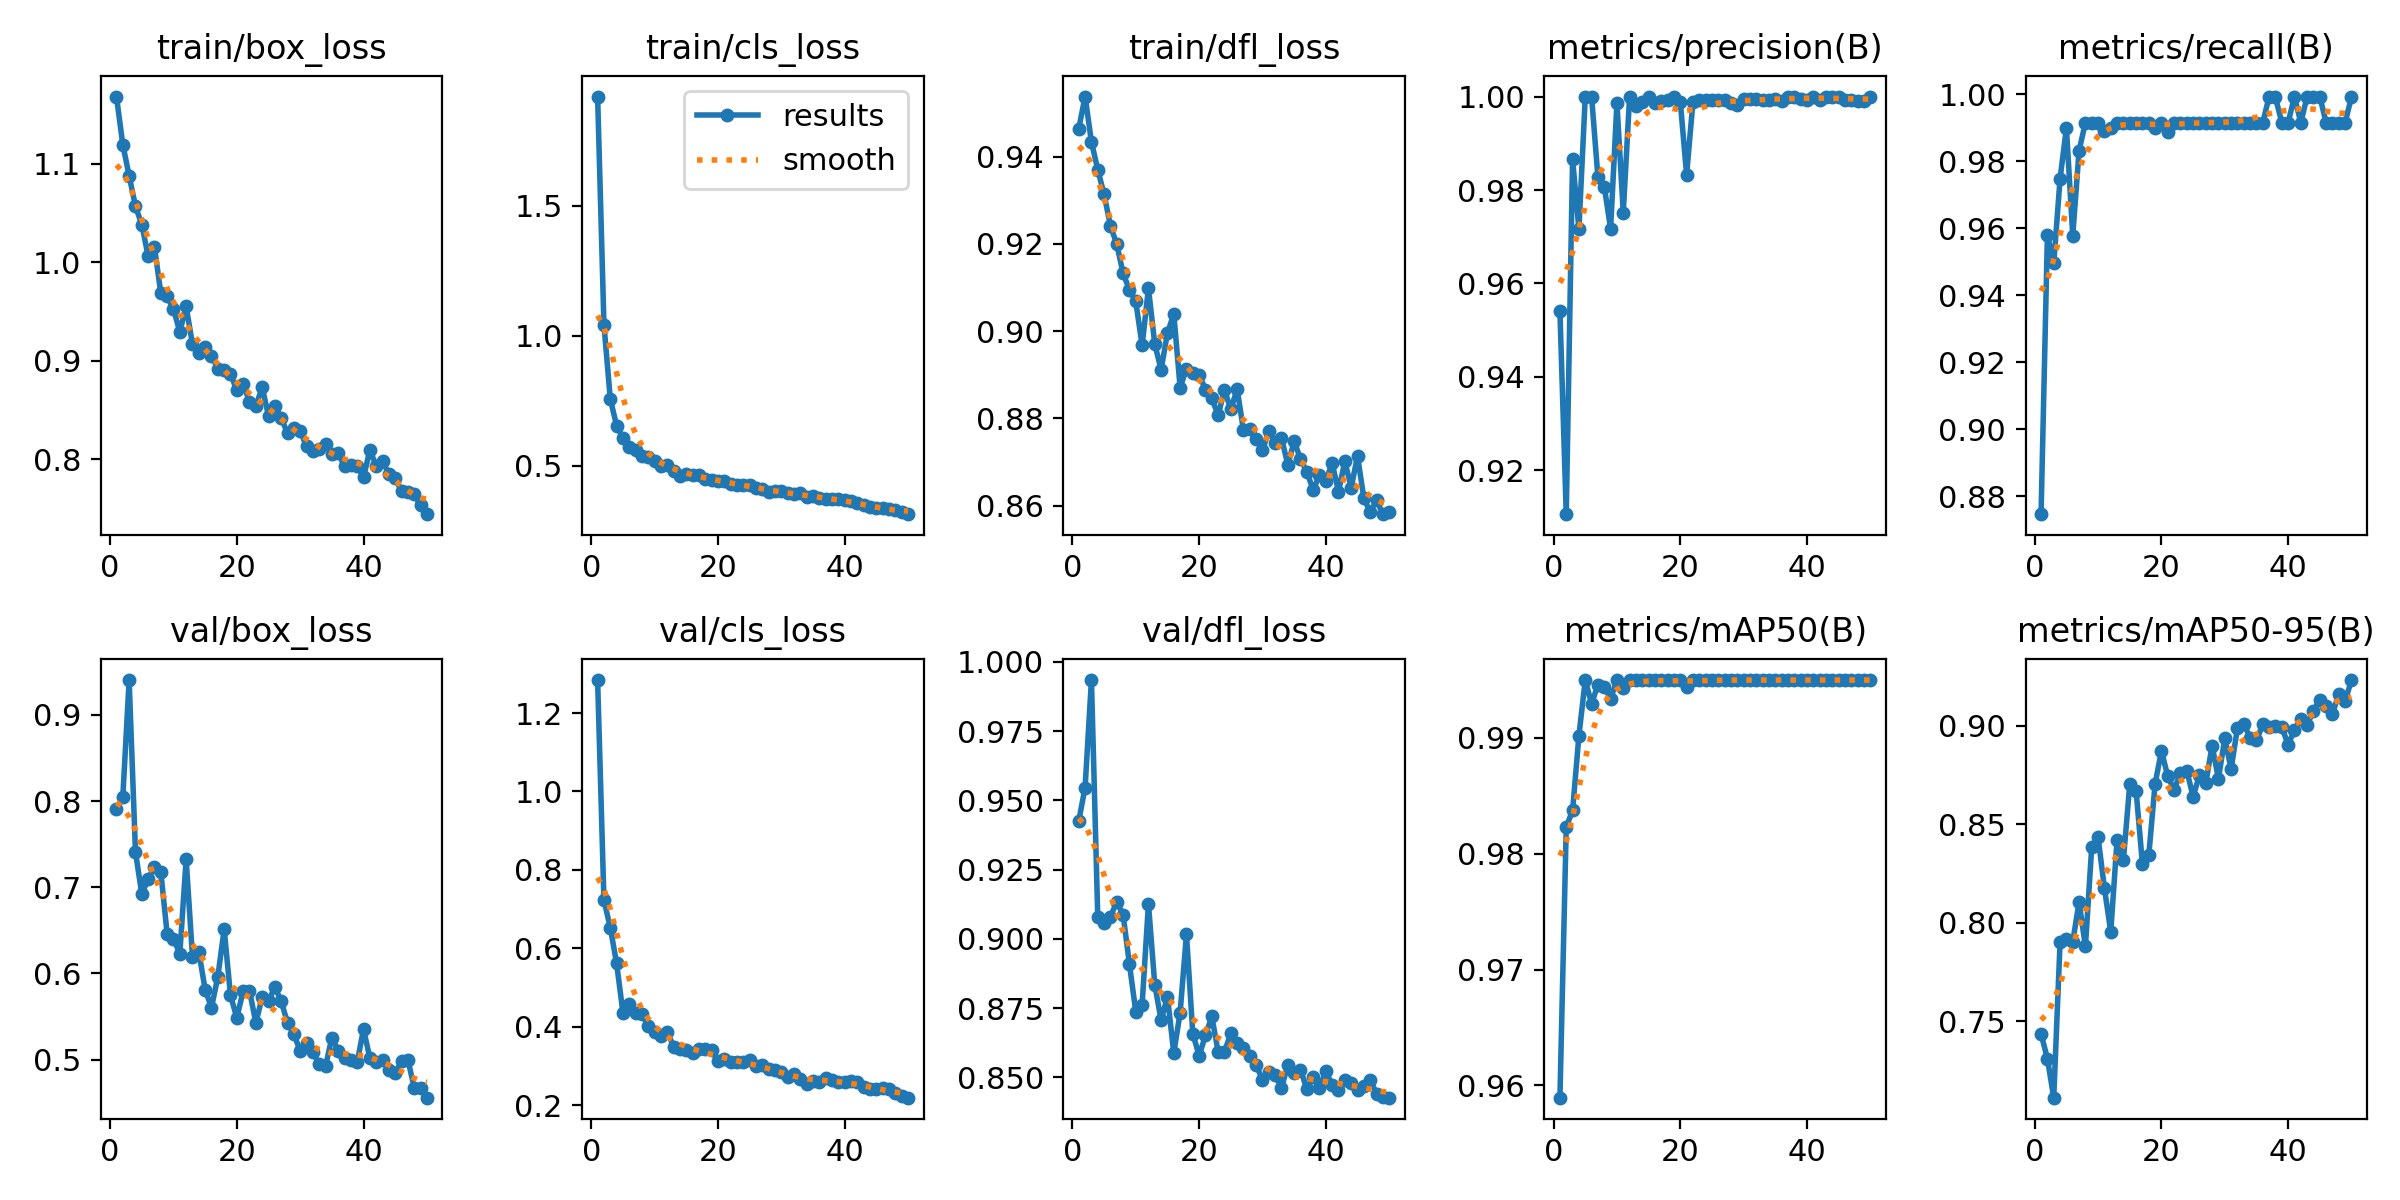 train/box_loss
train/cls_loss
train/dfl_loss
metrics/precision(B)
metrics/recall(B)
1.1
1.0
0.9
0.8
0 20 40
results
smooth
1.5
1.0
0.5
0 20 40
0.94
0.92
0.90
0.88
0.86
0 20 40
1.00
0.98
0.96
0.94
0.92
0 20 40
1.00
0.98
0.96
0.94
0.92
0.90
0.88
0 20 40
val/box_loss
val/cls_loss
val/dfl_loss
metrics/mAP50(B)
metrics/mAP50-95(B)
0.9
0.8
0.7
0.6
0.5
0 20 40
1.2
1.0
0.8
0.6
0.4
0.2
0 20 40
1.000
0.975
0.950
0.925
0.900
0.875
0.850
0 20 40
0.99
0.98
0.97
0.96
0 20 40
0.90
0.85
0.80
0.75
0 20 40